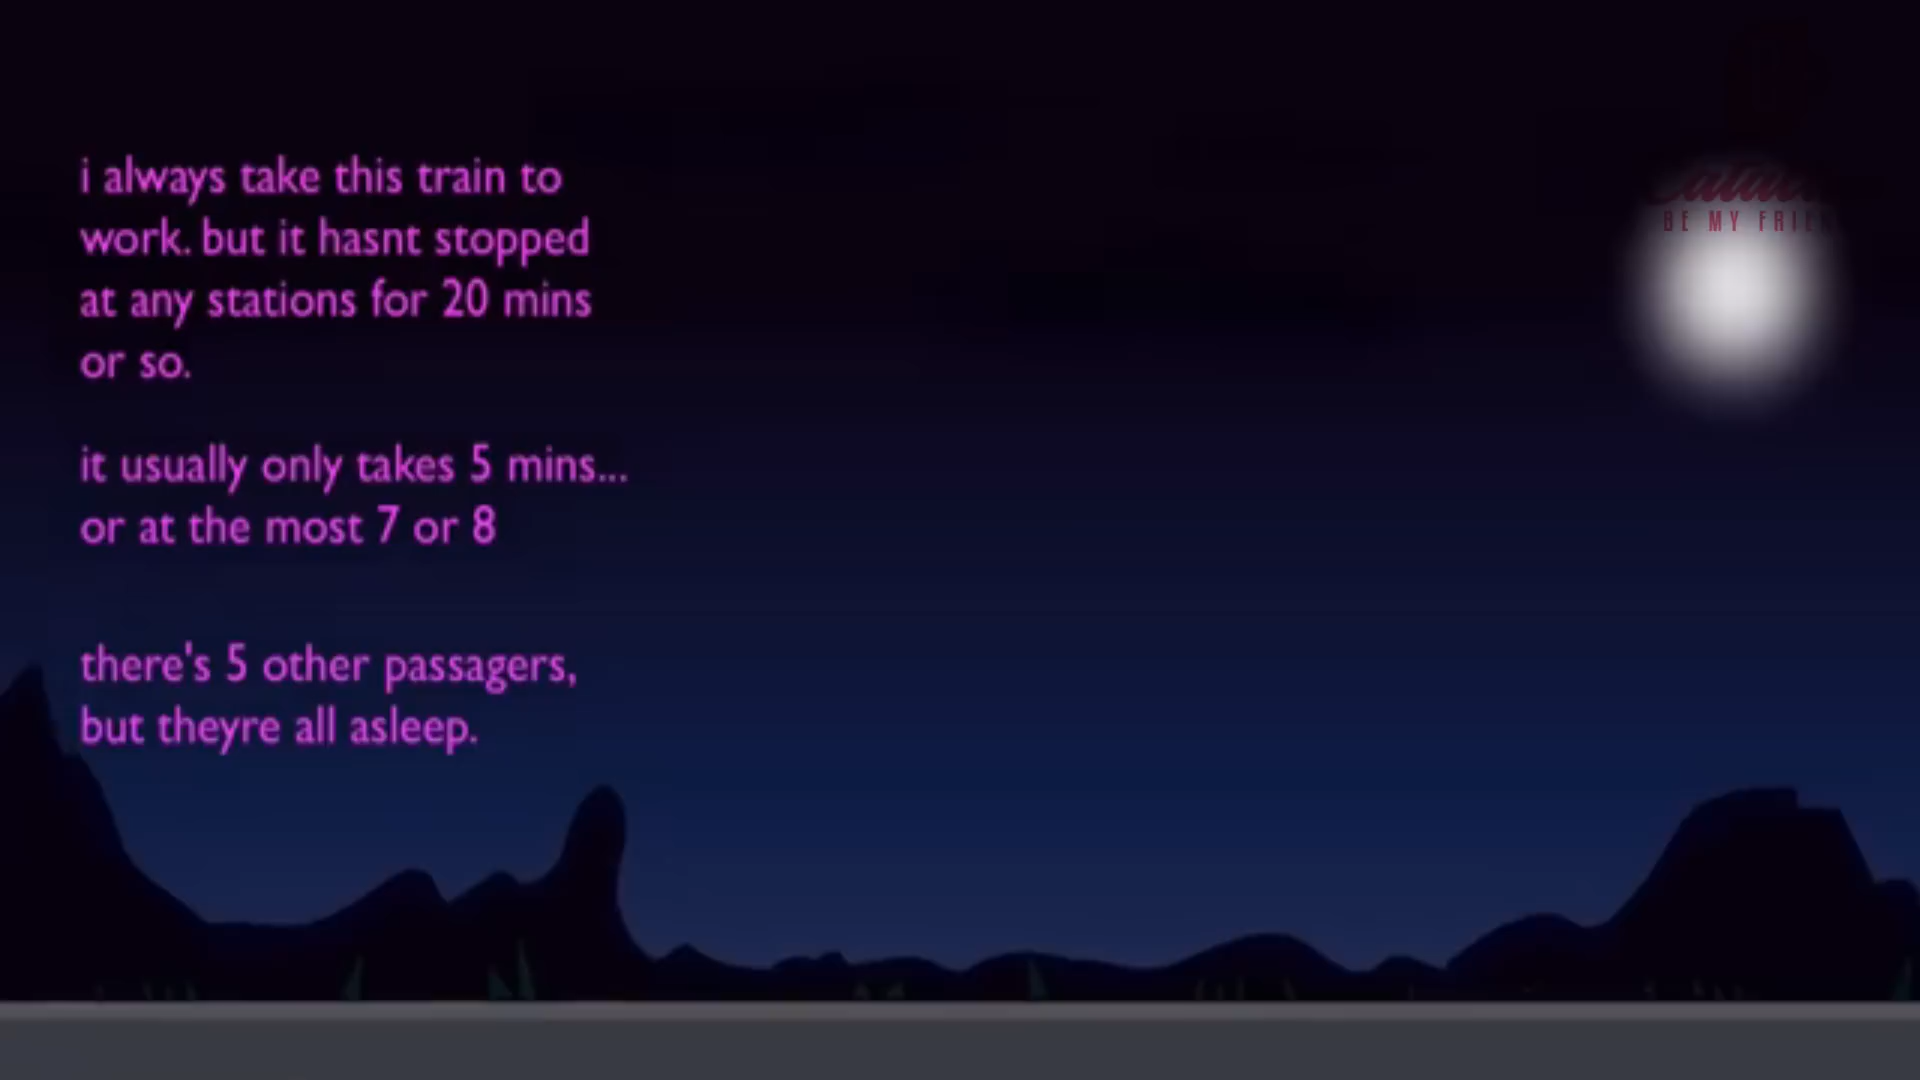 i always take this train to
work. but it hasnt stopped
at any stations for 20 mins
or so.
it usually only takes 5 mins...
or at the most 7 or 8
there's 5 other passagers,
but theyre all asleep.
BE MY